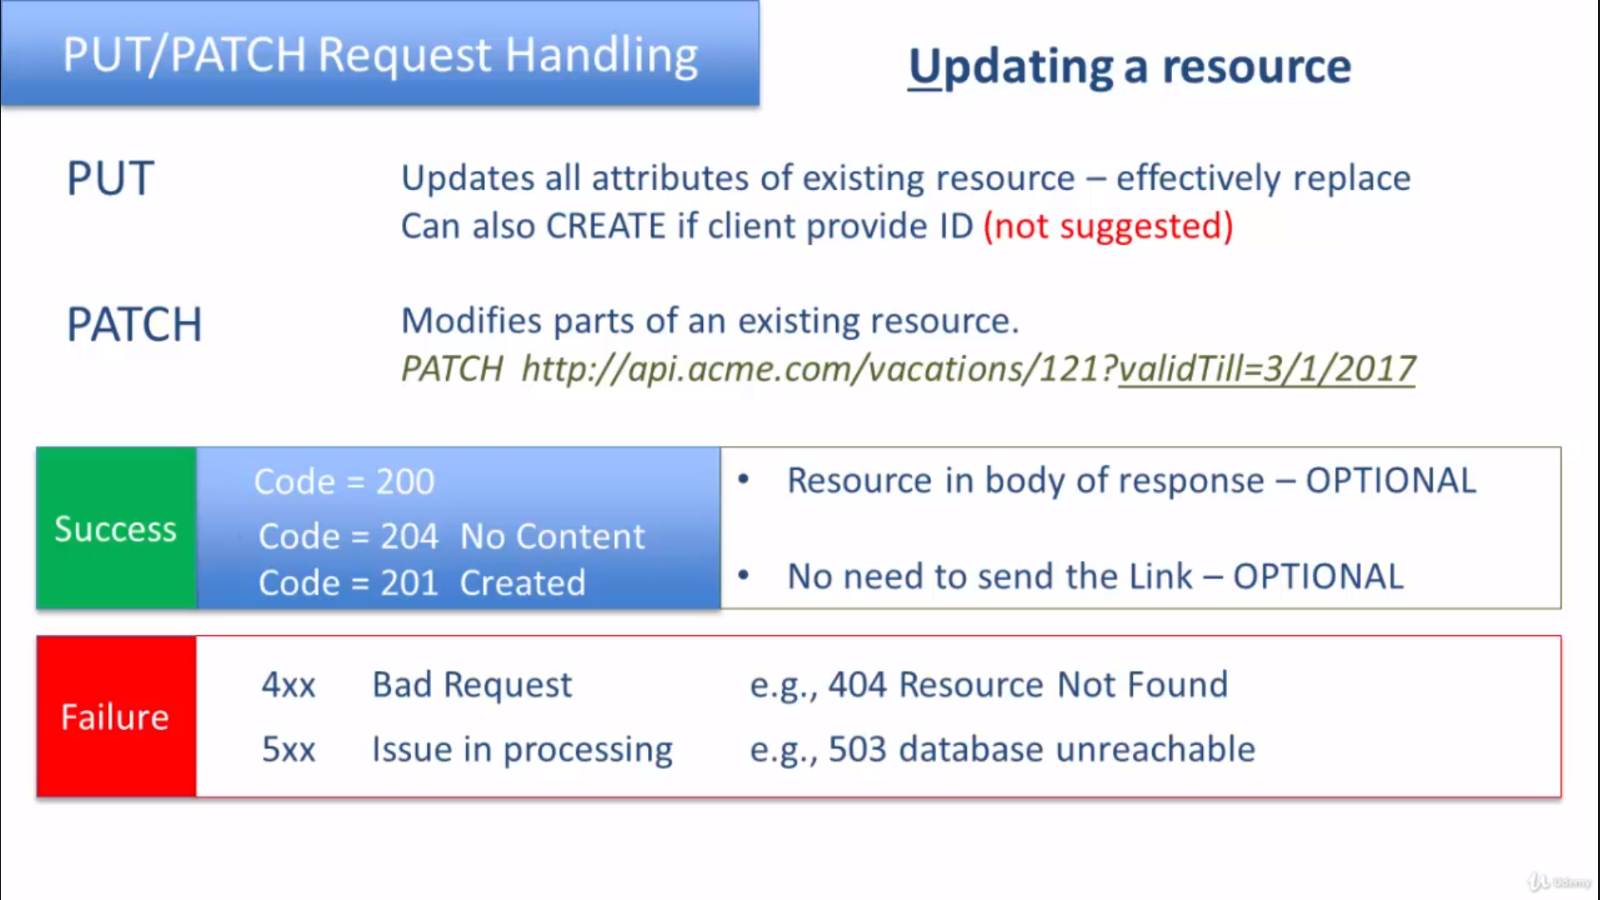 PUT/PATCH Request Handling
Updating a resource
PUT
Updates all attributes of existing resource – effectively replace
Can also CREATE if client provide ID (not suggested)
PATCH
Modifies parts of an existing resource.
PATCH http://api.acme.com/vacations/121?validTill=3/1/2017
Success
Code = 200
Code = 204 No Content
Code = 201 Created
• Resource in body of response – OPTIONAL
• No need to send the Link – OPTIONAL
Failure
4xx Bad Request e.g., 404 Resource Not Found
5xx Issue in processing e.g., 503 database unreachable
Udemy